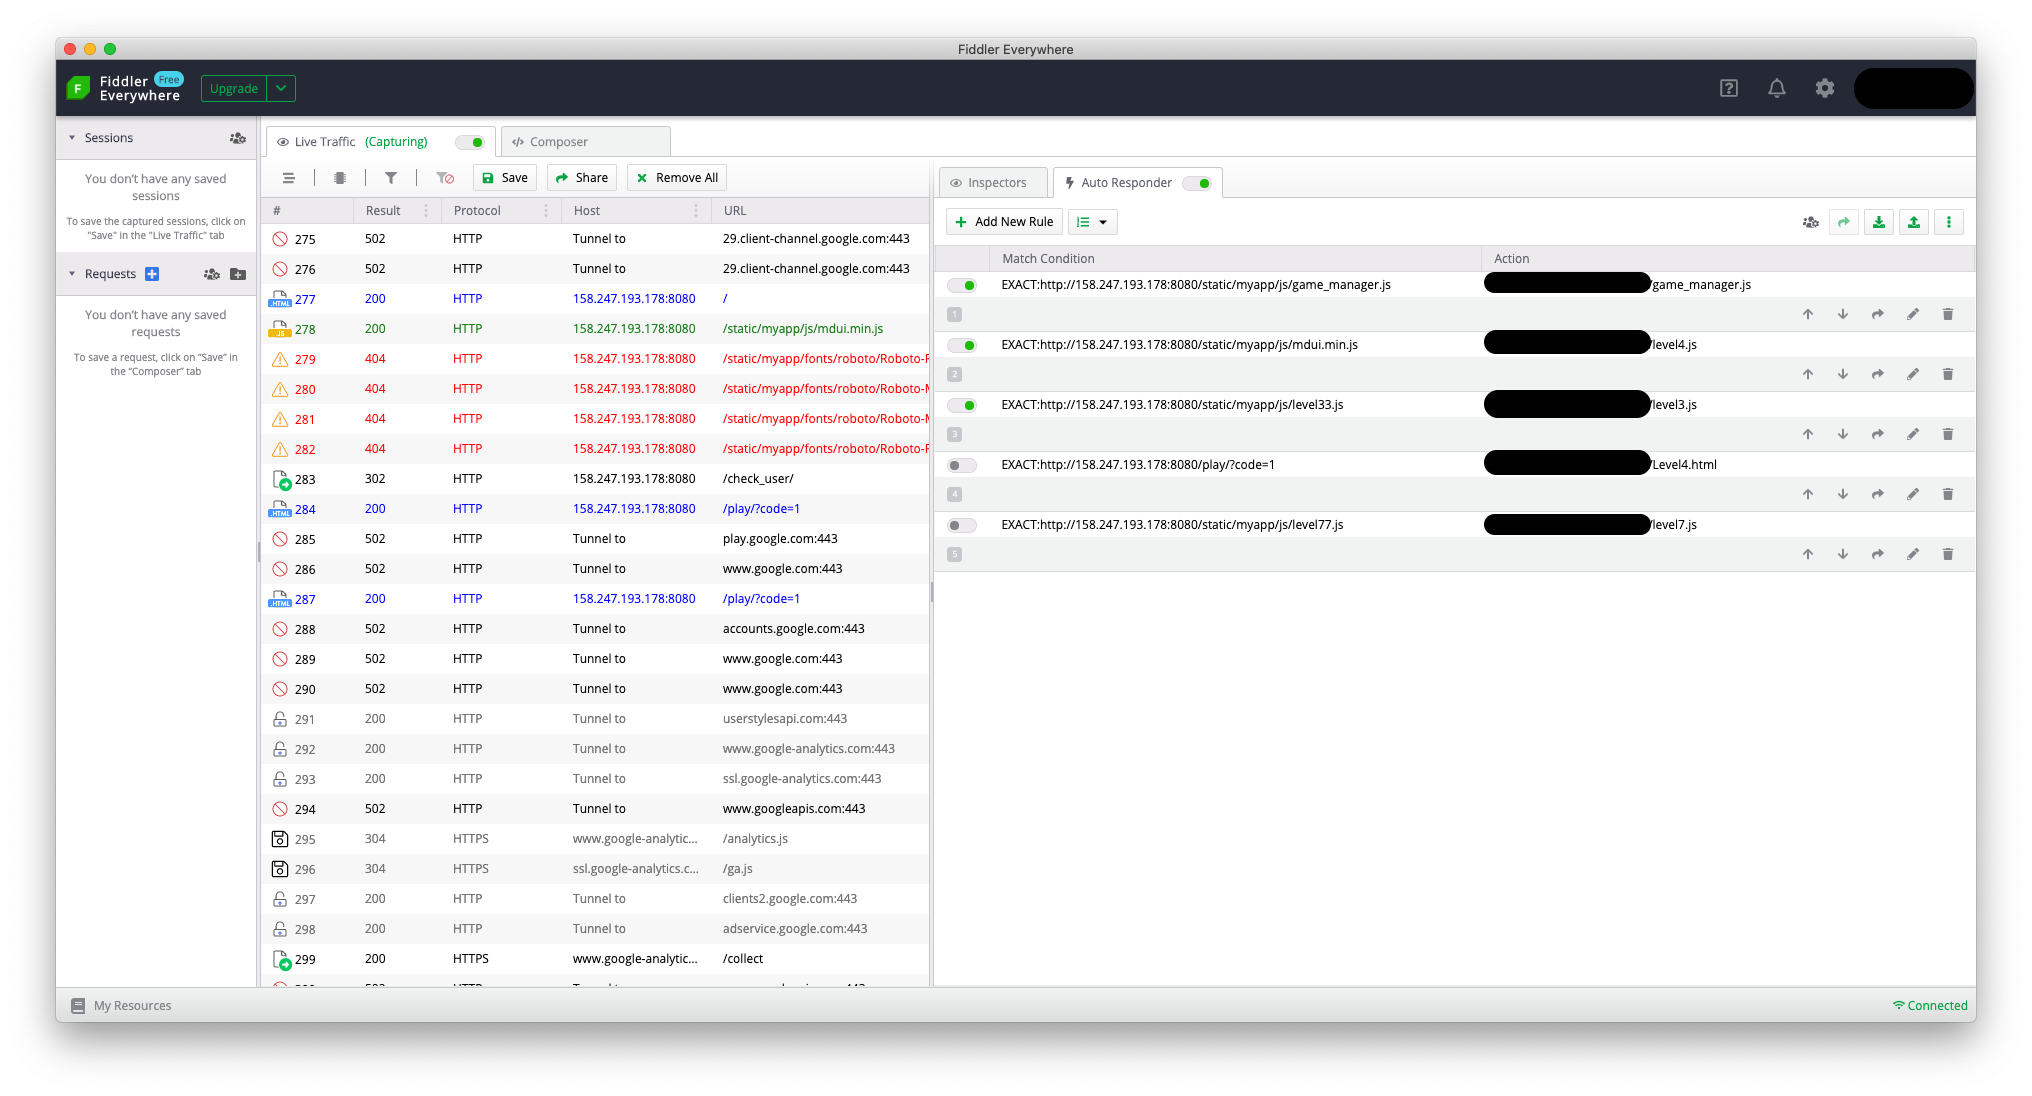 Fiddler Everywhere
Fiddler Free
Everywhere
Upgrade
Sessions
You don't have any saved
sessions
To save the captured sessions, click on
"Save" in the "Live Traffic" tab
Requests
You don't have any saved
requests
To save a request, click on "Save" in
the "Composer" tab
Live Traffic (Capturing)
Composer
Save
Share
Remove All
# Result Protocol Host URL
275 502 HTTP Tunnel to 29.client-channel.google.com:443
276 502 HTTP Tunnel to 29.client-channel.google.com:443
277 200 HTTP 158.247.193.178:8080 /
278 200 HTTP 158.247.193.178:8080 /static/myapp/js/mdui.min.js
279 404 HTTP 158.247.193.178:8080 /static/myapp/fonts/roboto/Roboto-R
280 404 HTTP 158.247.193.178:8080 /static/myapp/fonts/roboto/Roboto-M
281 404 HTTP 158.247.193.178:8080 /static/myapp/fonts/roboto/Roboto-M
282 404 HTTP 158.247.193.178:8080 /static/myapp/fonts/roboto/Roboto-R
283 302 HTTP 158.247.193.178:8080 /check_user/
284 200 HTTP 158.247.193.178:8080 /play/?code=1
285 502 HTTP Tunnel to play.google.com:443
286 502 HTTP Tunnel to www.google.com:443
287 200 HTTP 158.247.193.178:8080 /play/?code=1
288 502 HTTP Tunnel to accounts.google.com:443
289 502 HTTP Tunnel to www.google.com:443
290 502 HTTP Tunnel to www.google.com:443
291 200 HTTP Tunnel to userstylesapi.com:443
292 200 HTTP Tunnel to www.google-analytics.com:443
293 200 HTTP Tunnel to ssl.google-analytics.com:443
294 502 HTTP Tunnel to www.googleapis.com:443
295 304 HTTPS www.google-analytic... /analytics.js
296 304 HTTPS ssl.google-analytics.c... /ga.js
297 200 HTTP Tunnel to clients2.google.com:443
298 200 HTTP Tunnel to adservice.google.com:443
299 200 HTTPS www.google-analytic... /collect
Inspectors
Auto Responder
Add New Rule
Match Condition Action
EXACT:http://158.247.193.178:8080/static/myapp/js/game_manager.js /game_manager.js
1
EXACT:http://158.247.193.178:8080/static/myapp/js/mdui.min.js /level4.js
2
EXACT:http://158.247.193.178:8080/static/myapp/js/level33.js /level3.js
3
EXACT:http://158.247.193.178:8080/play/?code=1 /Level4.html
4
EXACT:http://158.247.193.178:8080/static/myapp/js/level77.js /level7.js
5
My Resources
Connected